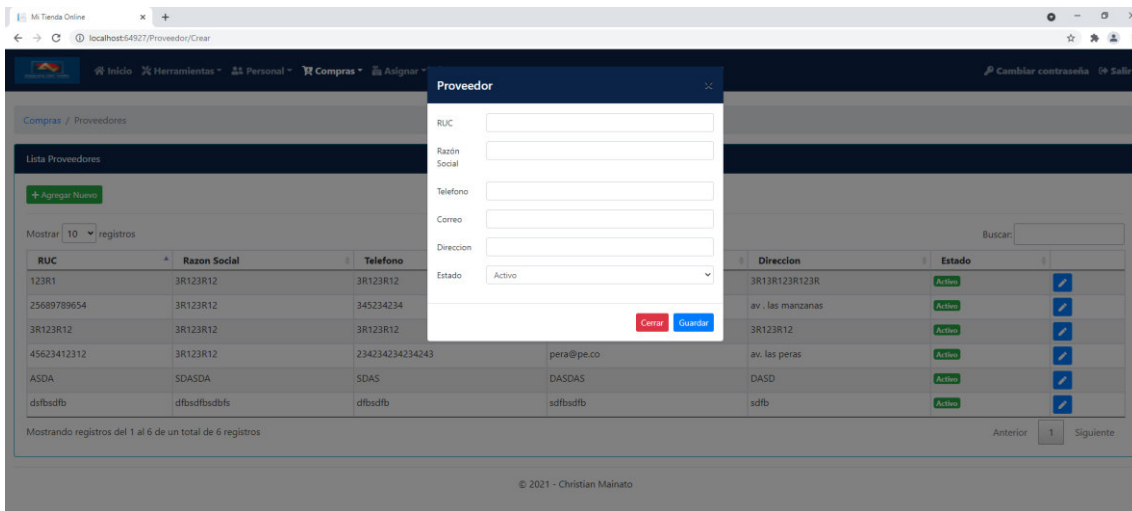 Mi Tienda Online
localhost:64927/Proveedor/Crear
Inicio Herramientas Personal Compras Asignar Cambiar contraseña Salir
Compras / Proveedores
Lista Proveedores
Agregar Nuevo
Mostrar 10 registros Buscar:
RUC Razon Social Telefono Direccion Estado
123R1 3R123R12 3R123R12 3R13R123R123R Activo
25689789654 3R123R12 345234234 av . las manzanas Activo
3R123R12 3R123R12 3R123R12 3R123R12 Activo
45623412312 3R123R12 234234234234243 pera@pe.co av. las peras Activo
ASDA SDASDA SDAS DASDAS DASD Activo
dsfbsdfb dfbsdfbsdbfs dfbsdfb sdfbsdfb sdfb Activo
Mostrando registros del 1 al 6 de un total de 6 registros Anterior 1 Siguiente
Proveedor
RUC
Razón
Social
Telefono
Correo
Direccion
Estado Activo
Cerrar Guardar
© 2021 - Christian Mainato